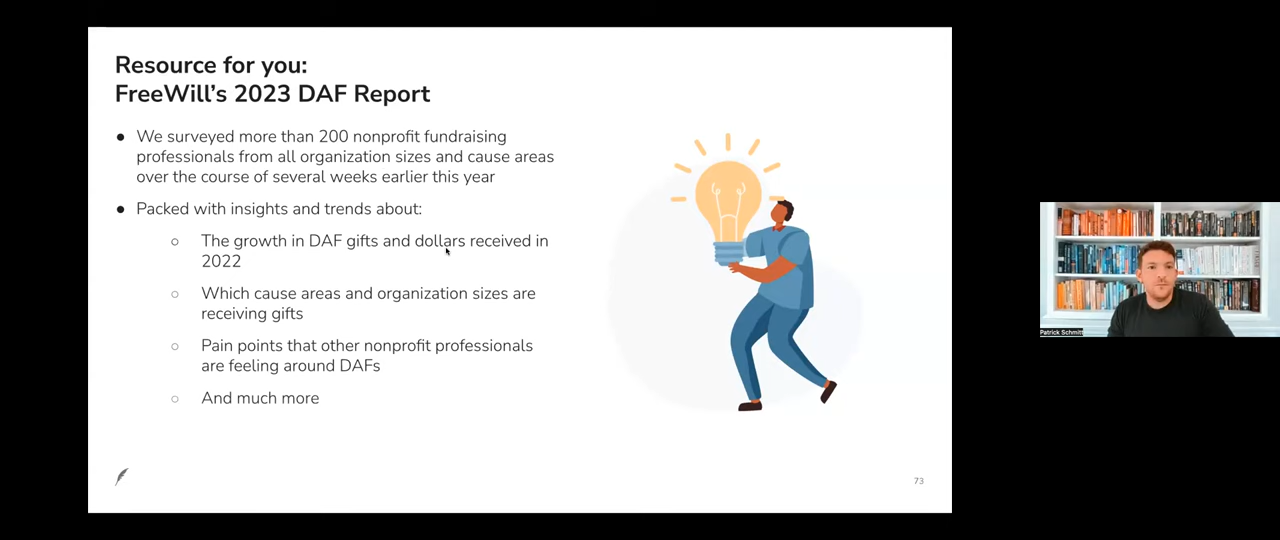 Resource for you:
FreeWill’s 2023 DAF Report
● We surveyed more than 200 nonprofit fundraising
professionals from all organization sizes and cause areas
over the course of several weeks earlier this year
● Packed with insights and trends about:
○ The growth in DAF gifts and dollars received in
2022
○ Which cause areas and organization sizes are
receiving gifts
○ Pain points that other nonprofit professionals
are feeling around DAFs
○ And much more
73
Patrick Schmitt